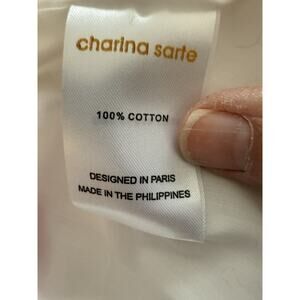 charina sarte
100% COTTON
DESIGNED IN PARIS
MADE IN THE PHILIPPINES